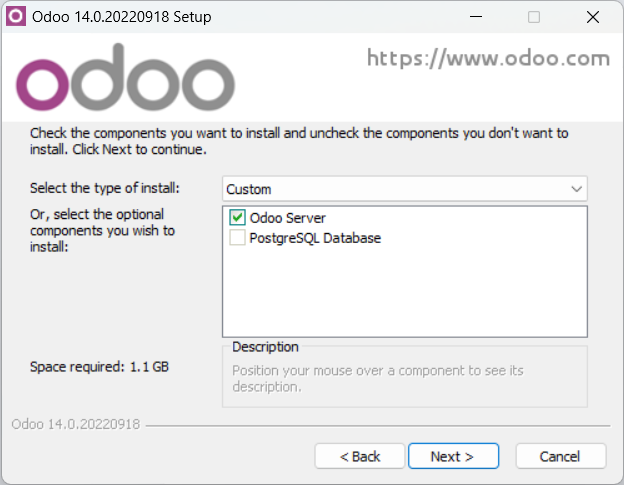 Odoo 14.0.20220918 Setup
odoo
https://www.odoo.com
Check the components you want to install and uncheck the components you don't want to
install. Click Next to continue.
Select the type of install:
Custom
Or, select the optional
components you wish to
install:
Odoo Server
PostgreSQL Database
Space required: 1.1 GB
Description
Position your mouse over a component to see its
description.
Odoo 14.0.20220918
< Back
Next >
Cancel